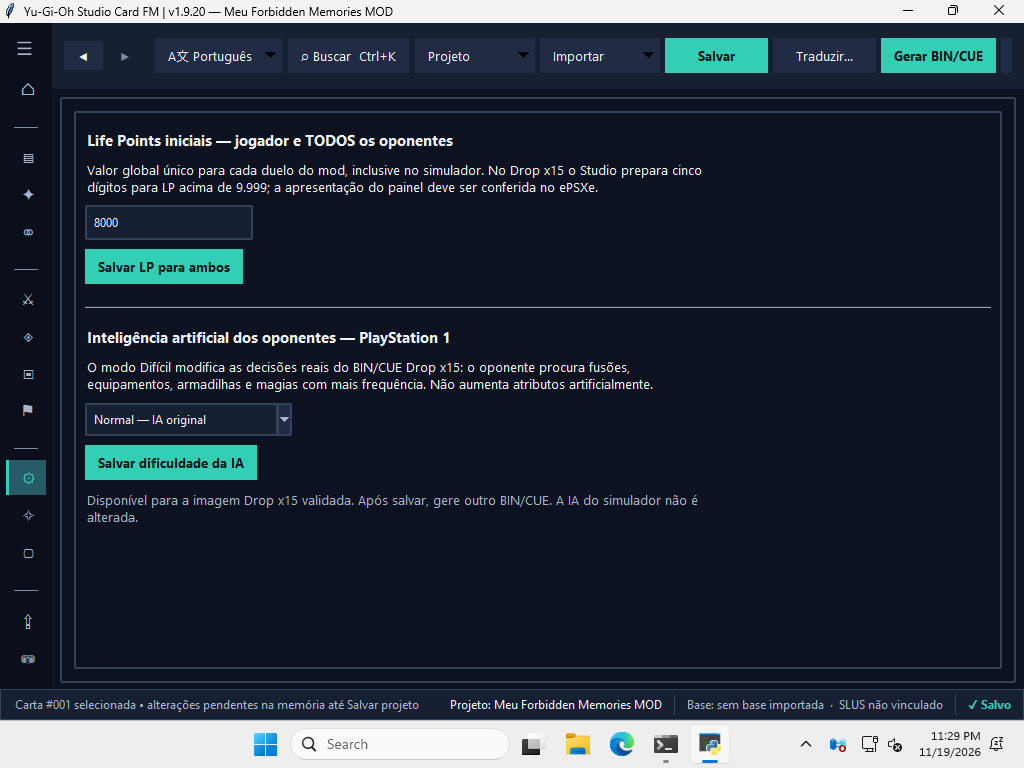 Yu-Gi-Oh Studio Card FM | v1.9.20 — Meu Forbidden Memories MOD
A文 Português
Buscar Ctrl+K
Projeto
Importar
Salvar
Traduzir...
Gerar BIN/CUE
Life Points iniciais — jogador e TODOS os oponentes
Valor global único para cada duelo do mod, inclusive no simulador. No Drop x15 o Studio prepara cinco
dígitos para LP acima de 9.999; a apresentação do painel deve ser conferida no ePSXe.
8000
Salvar LP para ambos
Inteligência artificial dos oponentes — PlayStation 1
O modo Difícil modifica as decisões reais do BIN/CUE Drop x15: o oponente procura fusões,
equipamentos, armadilhas e magias com mais frequência. Não aumenta atributos artificialmente.
Normal — IA original
Salvar dificuldade da IA
Disponível para a imagem Drop x15 validada. Após salvar, gere outro BIN/CUE. A IA do simulador não é
alterada.
Carta #001 selecionada • alterações pendentes na memória até Salvar projeto
Projeto: Meu Forbidden Memories MOD
Base: sem base importada · SLUS não vinculado
✓ Salvo
Search
11:29 PM
11/19/2026